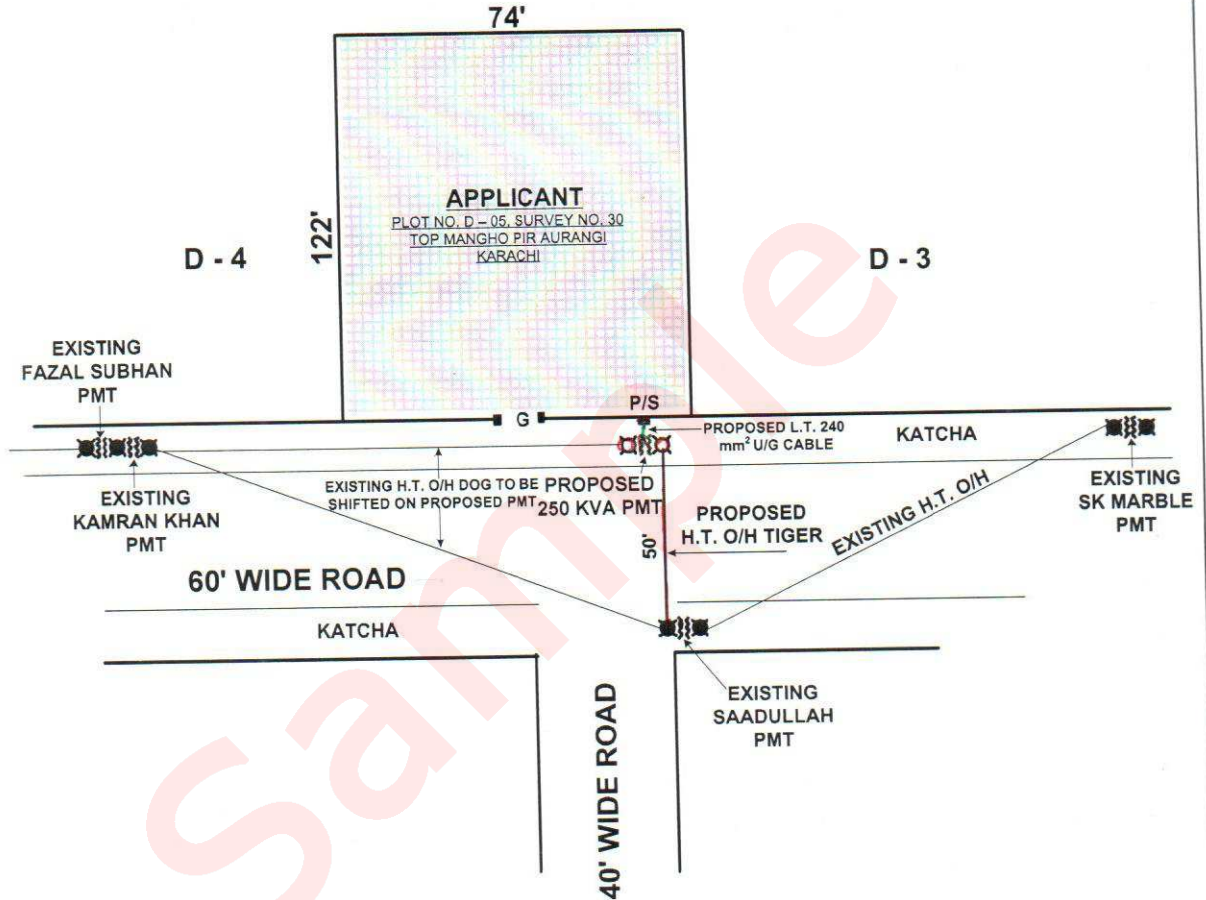 74'
122'
APPLICANT
PLOT NO. D – 05, SURVEY NO. 30
TOP MANGHO PIR AURANGI
KARACHI
D - 4
D - 3
EXISTING
FAZAL SUBHAN
PMT
G
P/S
PROPOSED L.T. 240
mm² U/G CABLE
KATCHA
EXISTING
KAMRAN KHAN
PMT
EXISTING H.T. O/H DOG TO BE
SHIFTED ON PROPOSED PMT
PROPOSED
250 KVA PMT
EXISTING
SK MARBLE
PMT
50'
PROPOSED
H.T. O/H TIGER
EXISTING H.T. O/H
60' WIDE ROAD
KATCHA
EXISTING
SAADULLAH
PMT
40' WIDE ROAD
Sample